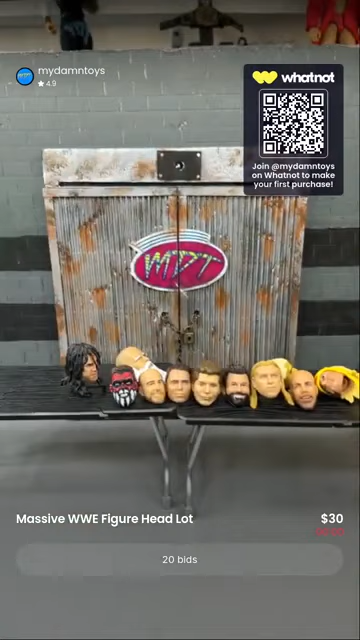 mydamntoys
4.9
whatnot
Join @mydamntoys
on Whatnot to make
your first purchase!
MDT
Massive WWE Figure Head Lot
$30
20 bids